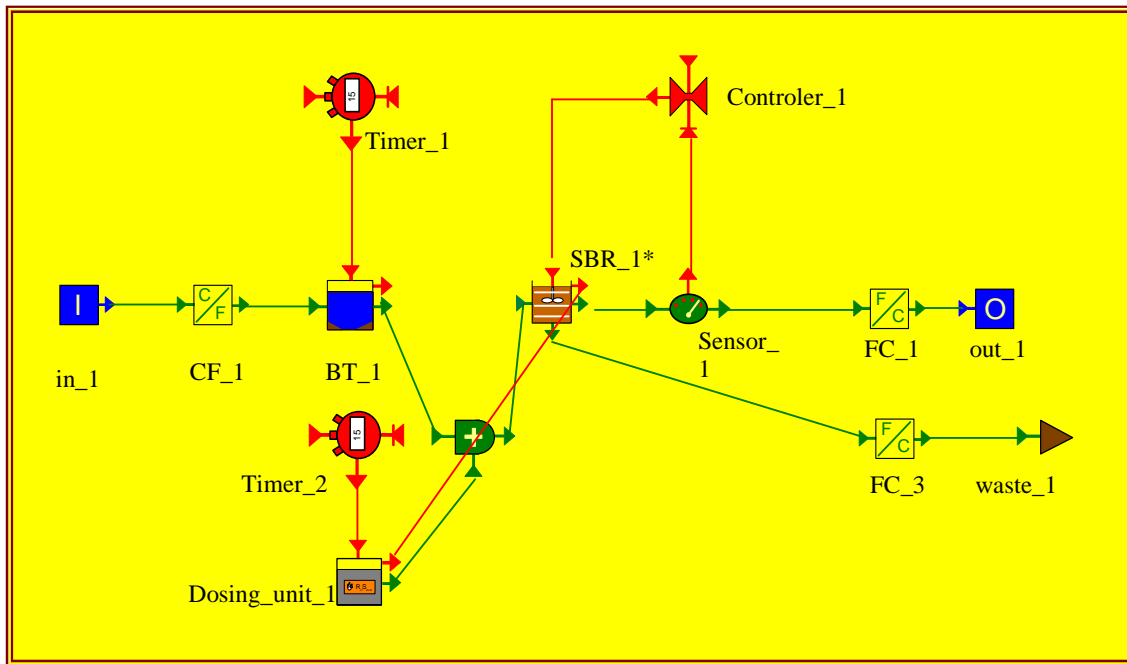 15
Timer_1
Controler_1
SBR_1*
I
C
F
in_1
CF_1
BT_1
Sensor_
1
F
C
FC_1
O
out_1
15
Timer_2
+
F
C
FC_3
waste_1
Dosing_unit_1